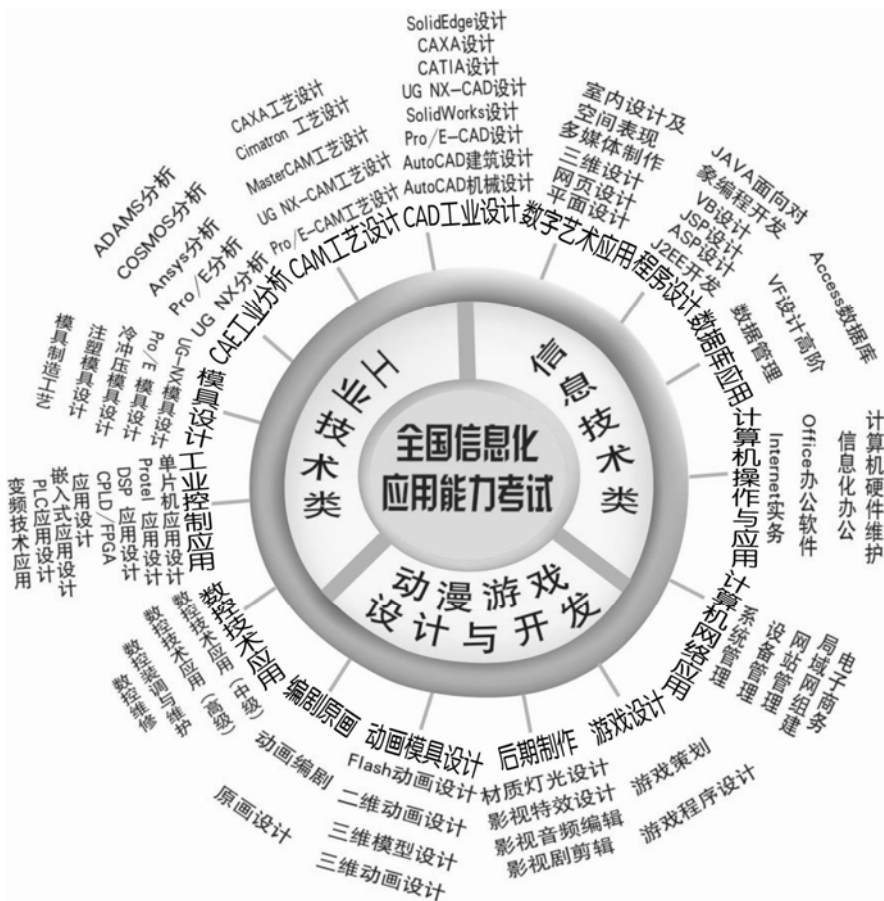 全国信息化
应用能力考试
工业技术类
信息技术类
动漫游戏
设计与开发
CAD工业设计
SolidEdge设计
CAXA设计
CATIA设计
UG NX-CAD设计
SolidWorks设计
Pro/E-CAD设计
AutoCAD建筑设计
AutoCAD机械设计
数字艺术应用
室内设计及
空间表现
多媒体制作
三维设计
网页设计
平面设计
程序设计
JAVA面向对
象编程开发
VB设计
JSP设计
ASP设计
J2EE开发
数据库应用
Access数据库
VF设计高阶
数据管理
计算机操作与应用
计算机硬件维护
信息化办公
Office办公软件
Internet实务
计算机网络应用
电子商务
局域网组建
网站管理
设备管理
系统管理
游戏设计
游戏策划
游戏程序设计
后期制作
材质灯光设计
影视特效设计
影视音频编辑
影视剧剪辑
动画模具设计
Flash动画设计
二维动画设计
三维模型设计
三维动画设计
编剧原画
动画编剧
原画设计
数控技术应用
数控技术应用(中级)
数控技术应用(高级)
数控装调与维护
数控维修
工业控制应用
单片机应用设计
Protel 应用设计
DSP 应用设计
CPLD/FPGA
应用设计
嵌入式应用设计
PLC应用设计
变频技术应用
模具设计
UG-NX模具设计
Pro/E 模具设计
冷冲压模具设计
注塑模具设计
模具制造工艺
CAE工业分析
ADAMS分析
COSMOS分析
Ansys分析
Pro/E分析
UG NX分析
CAM工艺设计
CAXA工艺设计
Cimatron 工艺设计
MasterCAM工艺设计
UG NX-CAM工艺设计
Pro/E-CAM工艺设计